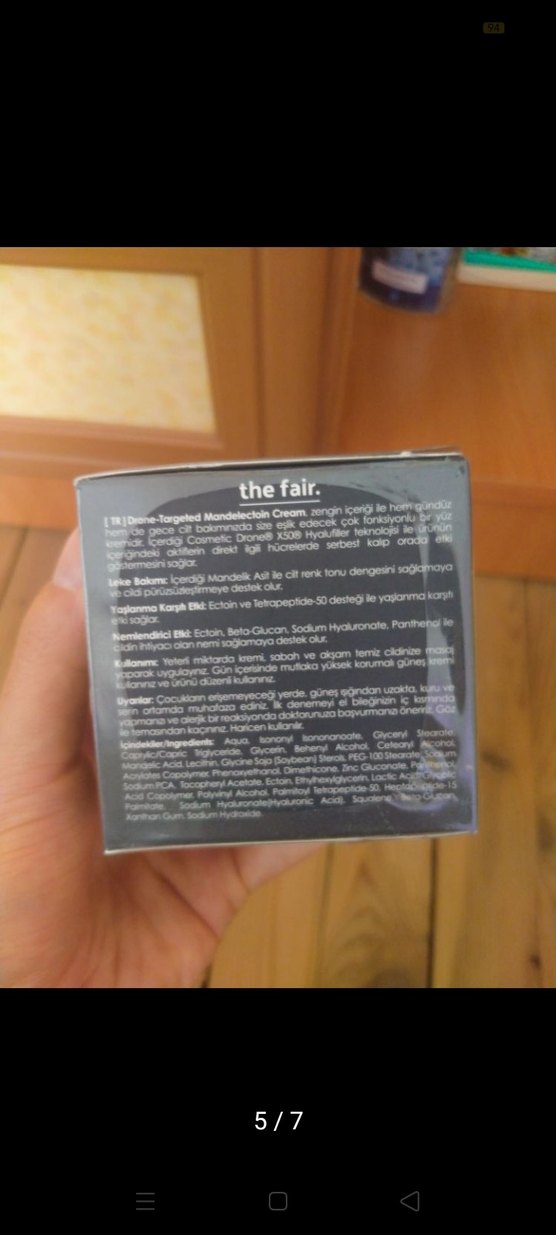 94
the fair.
[ TR ] Drone-Targeted Mandelectoin Cream, zengin içeriği ile hem gündüz
hem de gece cilt bakımınızda size eşlik edecek çok fonksiyonlu bir yüz
kremidir. İçerdiği Cosmetic Drone® X50® Hyalufiller teknolojisi ile ürünün
içeriğindeki aktiflerin direkt ilgili hücrelerde serbest kalıp orada etki
göstermesini sağlar.
Leke Bakımı: İçerdiği Mandelik Asit ile cilt renk tonu dengesini sağlamaya
ve cildi pürüzsüzleştirmeye destek olur.
Yaşlanma Karşıtı Etki: Ectoin ve Tetrapeptide-50 desteği ile yaşlanma karşıtı
etki sağlar.
Nemlendirici Etki: Ectoin, Beta-Glucan, Sodium Hyaluronate, Panthenol ile
cildin ihtiyacı olan nemi sağlamaya destek olur.
Kullanımı: Yeterli miktarda kremi, sabah ve akşam temiz cildinize masaj
yaparak uygulayınız. Gün içerisinde mutlaka yüksek korumalı güneş kremi
kullanınız ve ürünü düzenli kullanınız.
Uyarılar: Çocukların erişemeyeceği yerde, güneş ışığından uzakta, kuru ve
serin ortamda muhafaza ediniz. İlk denemeyi el bileğinizin iç kısmında
yapmanızı ve alerjik bir reaksiyonda doktorunuza başvurmanızı öneririz. Göz
ile temasından kaçınız. Haricen kullanılır.
İçindekiler/Ingredients: Aqua, Isononyl Isononanoate, Glyceryl Stearate,
Caprylic/Capric Triglyceride, Glycerin, Behenyl Alcohol, Cetearyl Alcohol,
Mandelic Acid, Lecithin, Glycine Soja (Soybean) Sterols, PEG-100 Stearate, Sodium
Acrylates Copolymer, Phenoxyethanol, Dimethicone, Zinc Gluconate, Panthenol,
Sodium PCA, Tocopheryl Acetate, Ectoin, Ethylhexylglycerin, Lactic Acid/Glycolic
Acid Copolymer, Polyvinyl Alcohol, Palmitoyl Tetrapeptide-50, Heptapeptide-15
Palmitate, Sodium Hyaluronate(Hyaluronic Acid), Squalene, Beta-Glucan,
Xanthan Gum, Sodium Hydroxide.
5 / 7